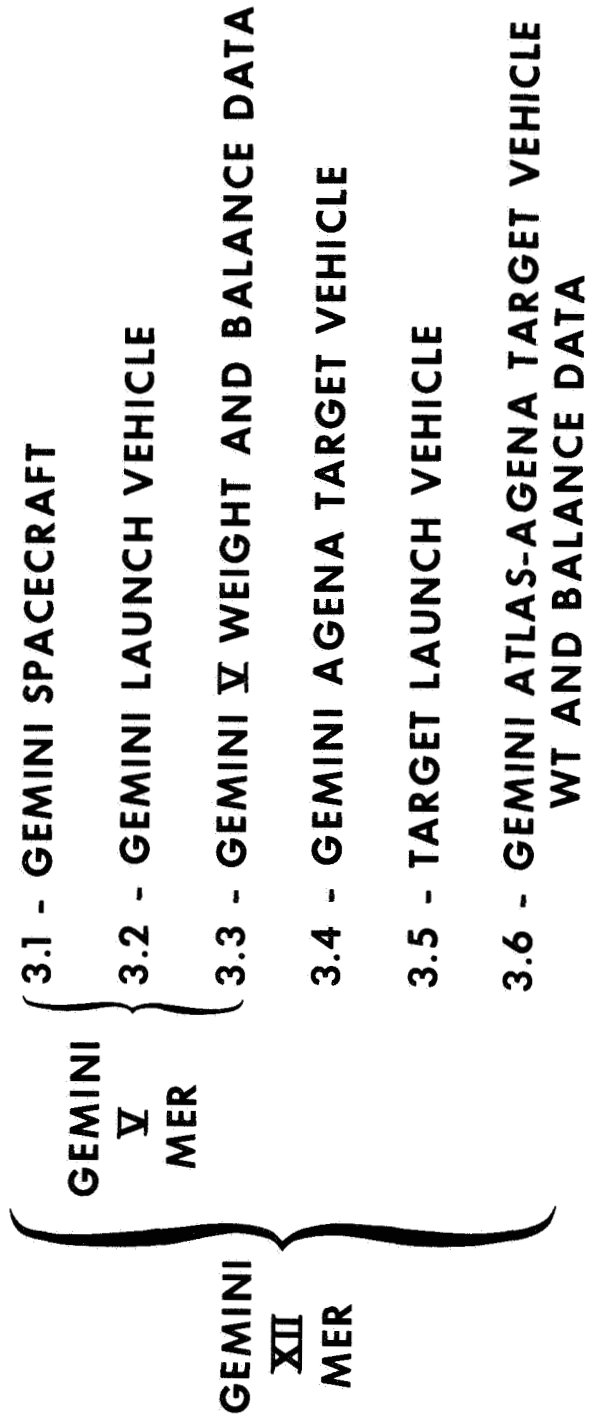 GEMINI
XII
MER
GEMINI
V
MER
3.1 - GEMINI SPACECRAFT
3.2 - GEMINI LAUNCH VEHICLE
3.3 - GEMINI V WEIGHT AND BALANCE DATA
3.4 - GEMINI AGENA TARGET VEHICLE
3.5 - TARGET LAUNCH VEHICLE
3.6 - GEMINI ATLAS-AGENA TARGET VEHICLE
WT AND BALANCE DATA